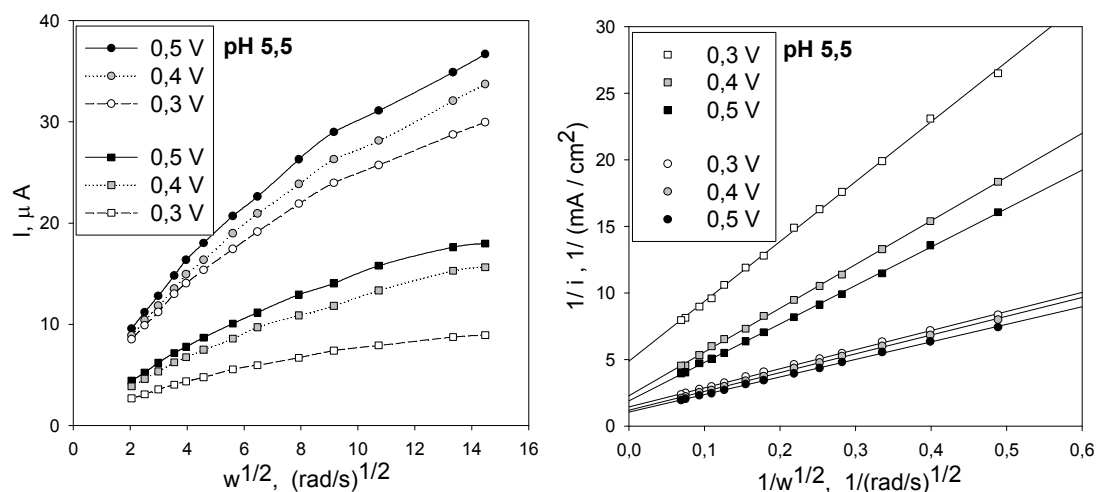 40
30
20
10
0
I, μ A
0,5 V
0,4 V
0,3 V
0,5 V
0,4 V
0,3 V
pH 5,5
0 2 4 6 8 10 12 14 16
w1/2, (rad/s)1/2
30
25
20
15
10
5
0
1/ i , 1/ (mA / cm2)
0,3 V
0,4 V
0,5 V
0,3 V
0,4 V
0,5 V
pH 5,5
0,0 0,1 0,2 0,3 0,4 0,5 0,6
1/w1/2, 1/(rad/s)1/2